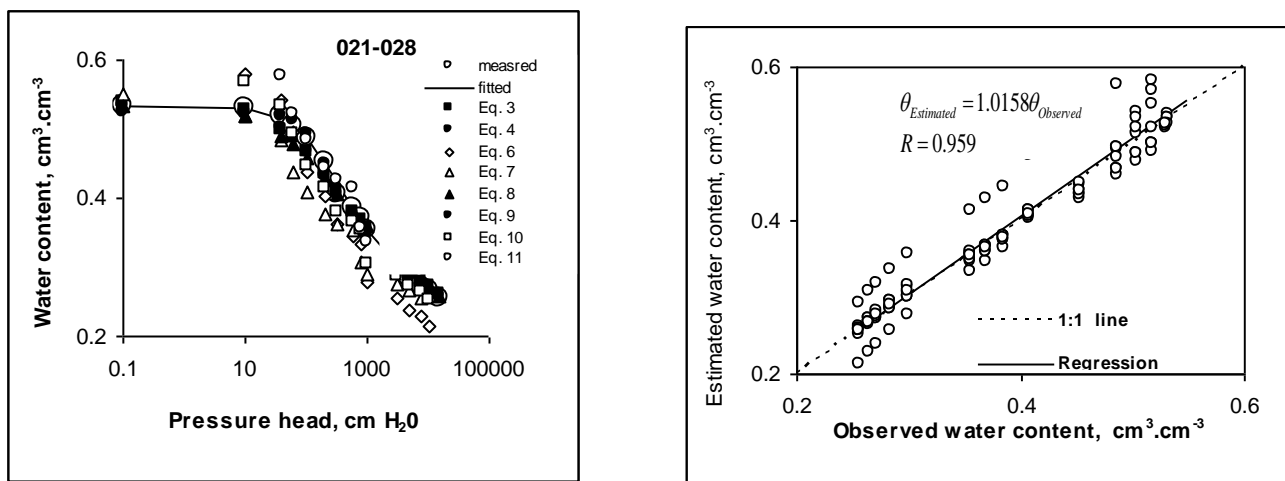 021-028
0.6
0.4
0.2
0.1
10
1000
100000
Water content, cm³.cm⁻³
Pressure head, cm H₂0
measred
fitted
Eq. 3
Eq. 4
Eq. 6
Eq. 7
Eq. 8
Eq. 9
Eq. 10
Eq. 11
0.6
0.4
0.2
0.2
0.4
0.6
Estimated water content, cm³.cm⁻³
θEstimated = 1.0158θObserved
R = 0.959
1:1 line
Regression
Observed water content, cm³.cm⁻³